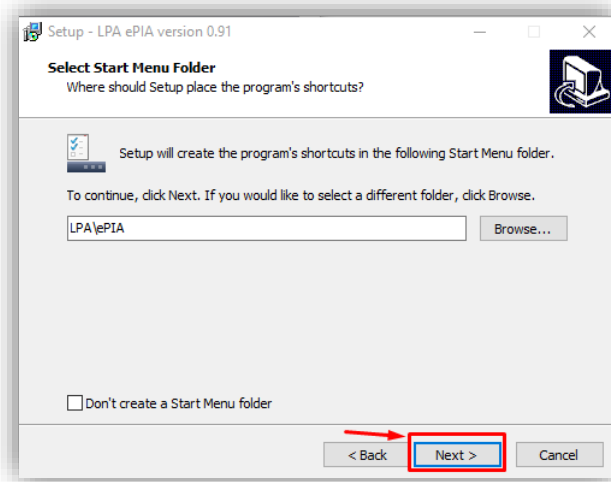 Setup - LPA ePIA version 0.91
Select Start Menu Folder
Where should Setup place the program's shortcuts?
Setup will create the program's shortcuts in the following Start Menu folder.
To continue, click Next. If you would like to select a different folder, click Browse.
LPA\ePIA
Browse...
Don't create a Start Menu folder
< Back
Next >
Cancel